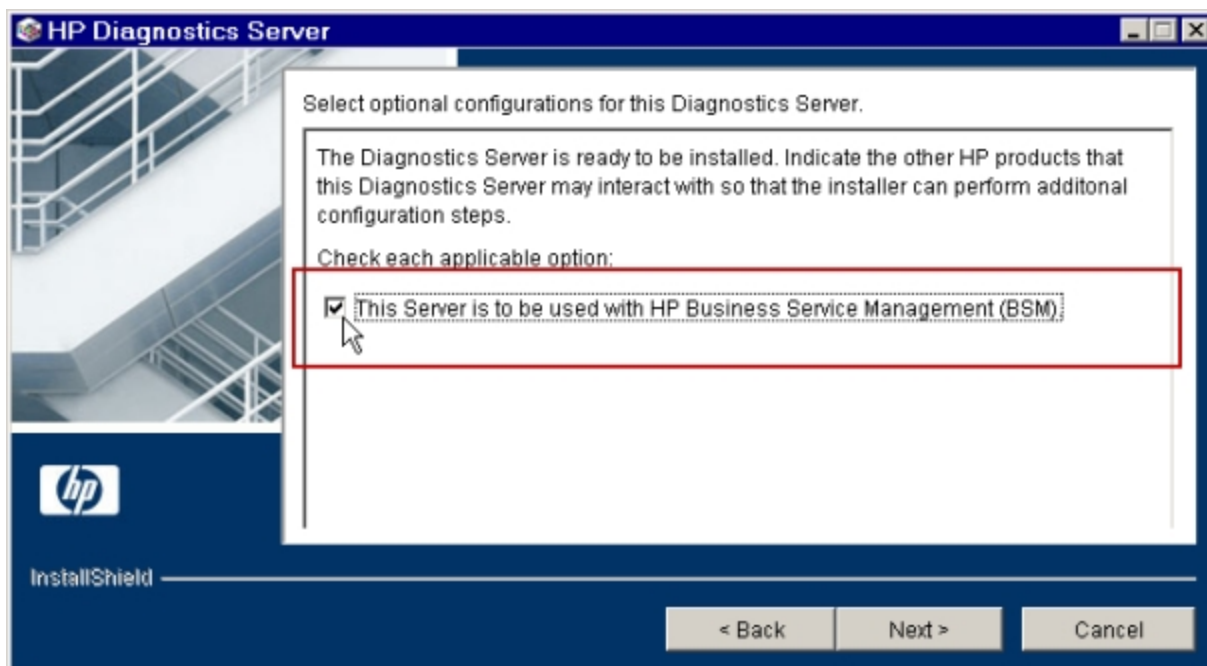 HP Diagnostics Server
Select optional configurations for this Diagnostics Server.
The Diagnostics Server is ready to be installed. Indicate the other HP products that
this Diagnostics Server may interact with so that the installer can perform additonal
configuration steps.
Check each applicable option:
This Server is to be used with HP Business Service Management (BSM).
hp
InstallShield
< Back
Next >
Cancel